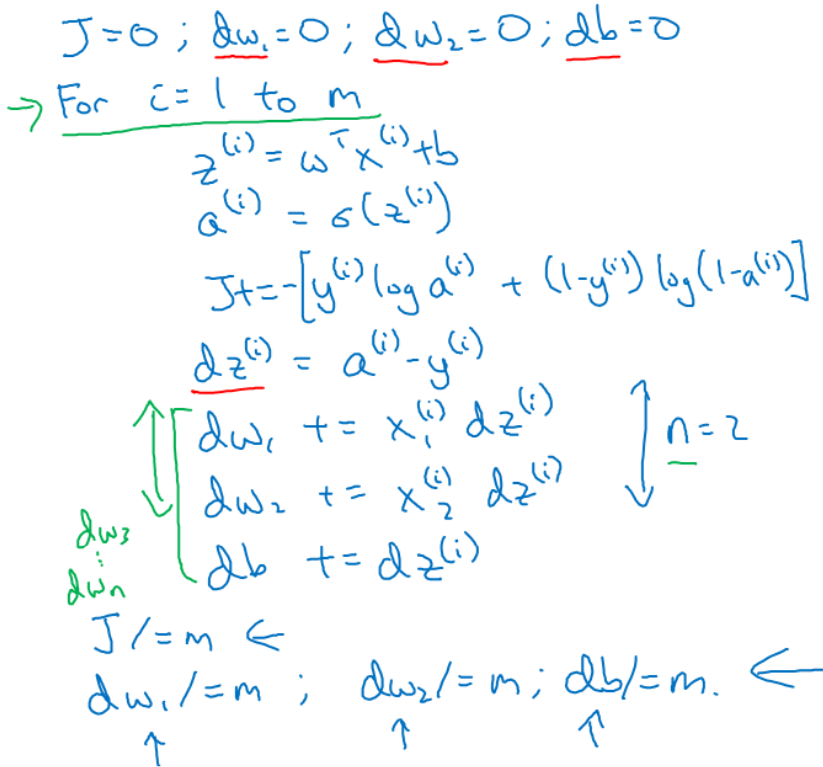 J=0 ; dw₁=0 ; dw₂=0 ; db=0
→ For i = 1 to m
z⁽ⁱ⁾ = ωᵀx⁽ⁱ⁾+b
a⁽ⁱ⁾ = σ(z⁽ⁱ⁾)
J+=-[y⁽ⁱ⁾ log a⁽ⁱ⁾ + (1-y⁽ⁱ⁾) log(1-a⁽ⁱ⁾)]
dz⁽ⁱ⁾ = a⁽ⁱ⁾-y⁽ⁱ⁾
dw₁ += x₁⁽ⁱ⁾ dz⁽ⁱ⁾
dw₂ += x₂⁽ⁱ⁾ dz⁽ⁱ⁾
n = 2
db += dz⁽ⁱ⁾
dw₃
⋮
dwₙ
J /= m ←
dw₁ /= m ; dw₂ /= m ; db /= m. ←
↑ ↑ ↑